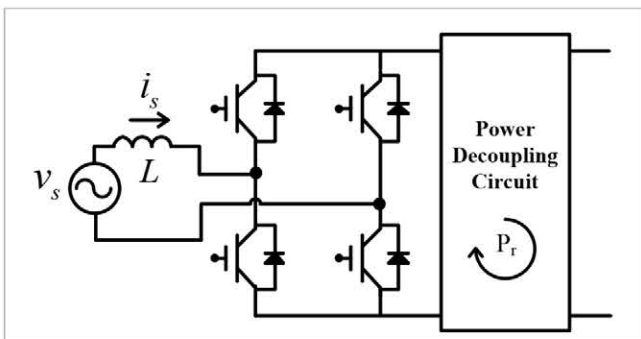 i_s
v_s
L
Power
Decoupling
Circuit
P_r